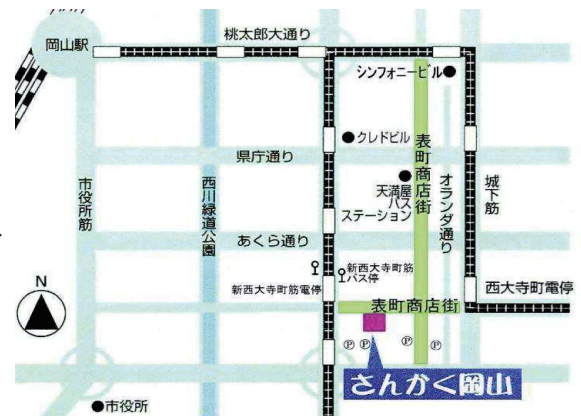 岡山駅
桃太郎大通り
シンフォニービル
クレドビル
県庁通り
表町商店街
天満屋
バス
ステーション
オランダ通り
城下筋
市役所筋
西川緑道公園
あくら通り
新西大寺町筋
バス停
新西大寺町筋電停
西大寺町電停
表町商店街
N
P
P
P
P
さんかく岡山
市役所